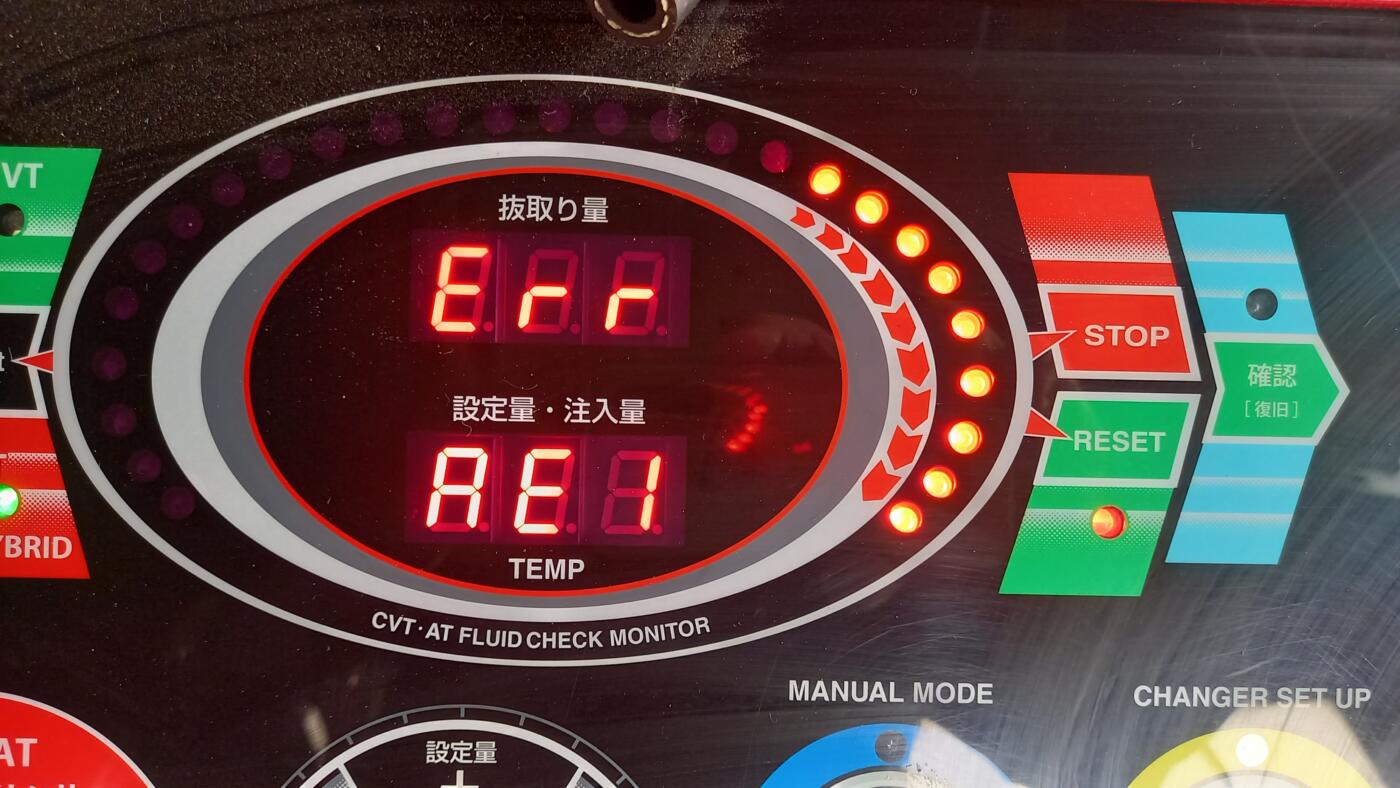 VT
YBRID
抜取り量
Err
設定量・注入量
AE1
TEMP
CVT・AT FLUID CHECK MONITOR
STOP
RESET
確認
[復旧]
MANUAL MODE
CHANGER SET UP
AT
設定量
+